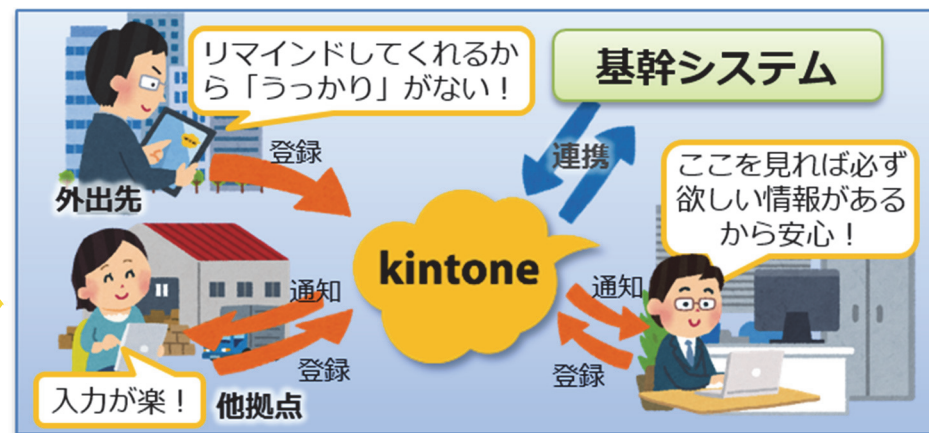 リマインドしてくれるか
ら「うっかり」がない！
基幹システム
登録
連携
外出先
ここを見れば必ず
欲しい情報がある
から安心！
kintone
通知
登録
通知
登録
入力が楽！
他拠点